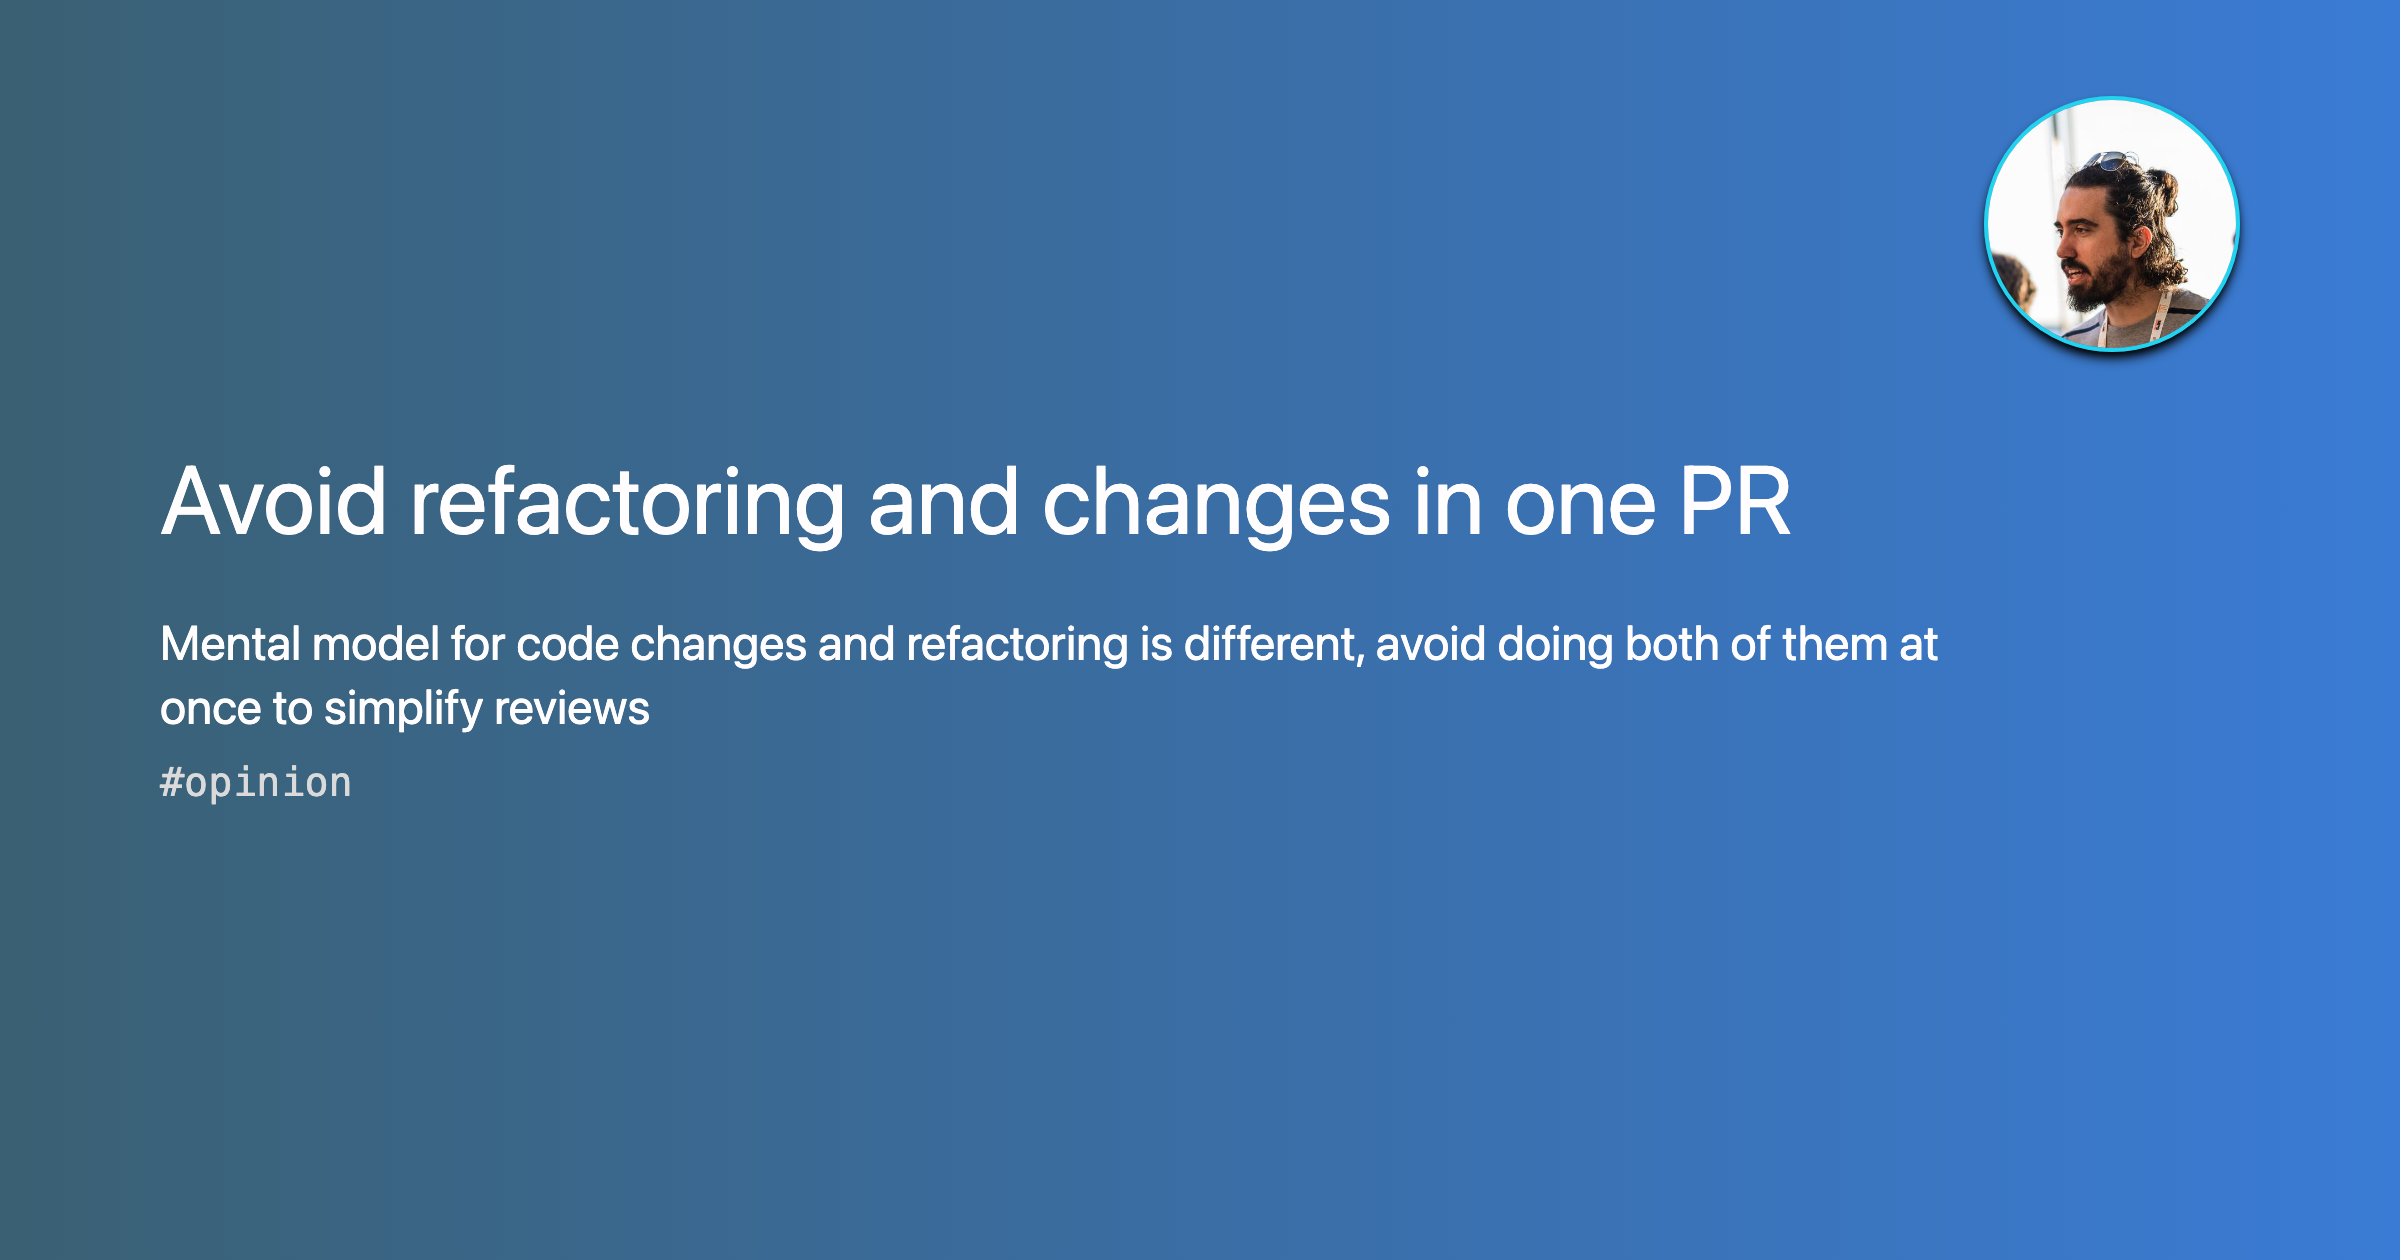 Avoid refactoring and changes in one PR
Mental model for code changes and refactoring is different, avoid doing both of them at
once to simplify reviews
#opinion